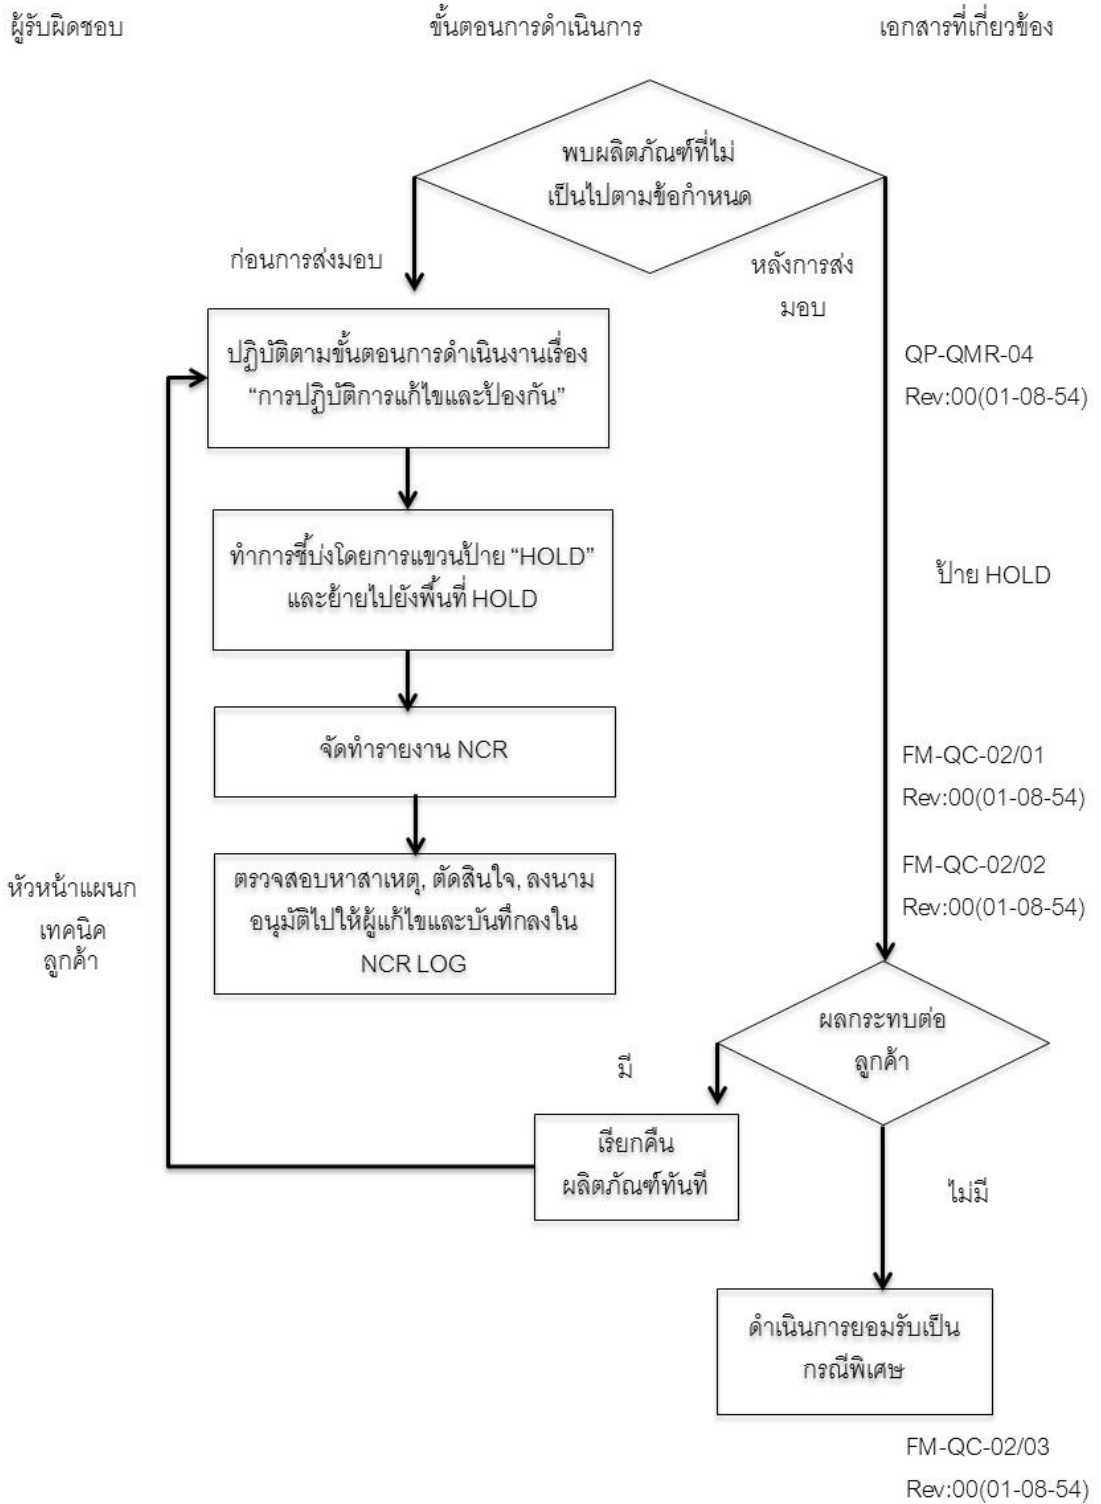 ผู้รับผิดชอบ
ขั้นตอนการดำเนินการ
เอกสารที่เกี่ยวข้อง
พบผลิตภัณฑ์ที่ไม่
เป็นไปตามข้อกำหนด
ก่อนการส่งมอบ
หลังการส่ง
มอบ
ปฏิบัติตามขั้นตอนการดำเนินงานเรื่อง
“การปฏิบัติการแก้ไขและป้องกัน”
QP-QMR-04
Rev:00(01-08-54)
ทำการชี้บ่งโดยการแขวนป้าย “HOLD”
และย้ายไปยังพื้นที่ HOLD
ป้าย HOLD
จัดทำรายงาน NCR
FM-QC-02/01
Rev:00(01-08-54)
หัวหน้าแผนก
เทคนิค
ลูกค้า
ตรวจสอบหาสาเหตุ, ตัดสินใจ, ลงนาม
อนุมัติไปให้ผู้แก้ไขและบันทึกลงใน
NCR LOG
FM-QC-02/02
Rev:00(01-08-54)
ผลกระทบต่อ
ลูกค้า
มี
เรียกคืน
ผลิตภัณฑ์ทันที
ไม่มี
ดำเนินการยอมรับเป็น
กรณีพิเศษ
FM-QC-02/03
Rev:00(01-08-54)